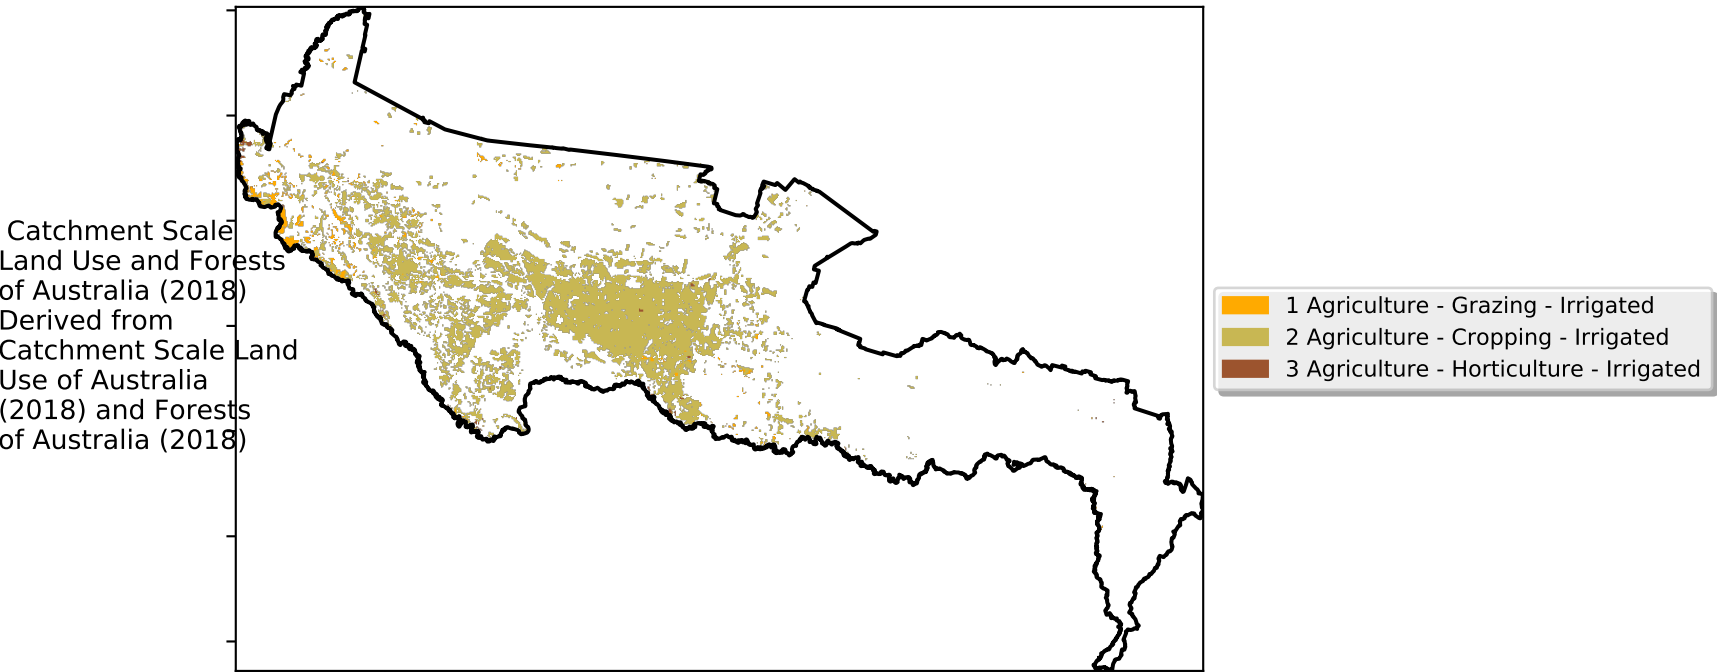 Catchment Scale
Land Use and Forests
of Australia (2018)
Derived from
Catchment Scale Land
Use of Australia
(2018) and Forests
of Australia (2018)
1 Agriculture - Grazing - Irrigated
2 Agriculture - Cropping - Irrigated
3 Agriculture - Horticulture - Irrigated